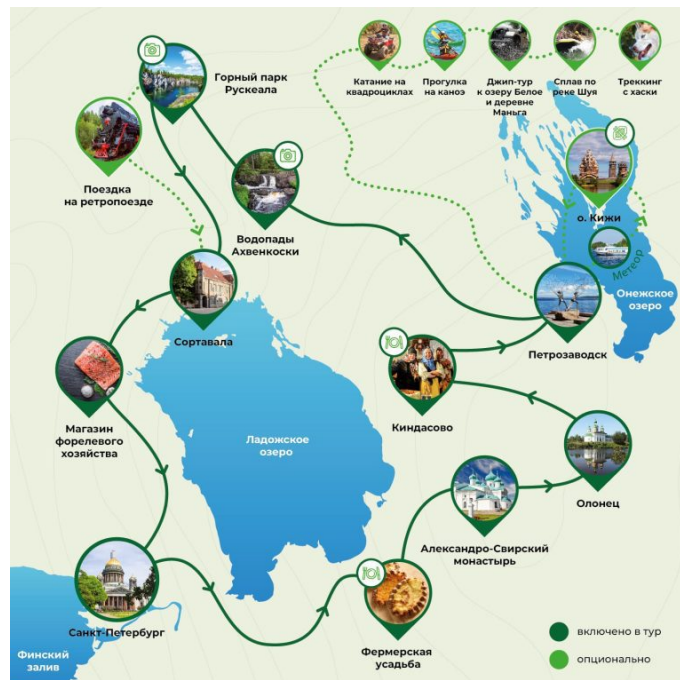 Катание на
квадроциклах
Прогулка
на каноэ
Джип-тур
к озеру Белое
и деревне
Маньга
Сплав по
реке Шуя
Треккинг
с хаски
Горный парк
Рускеала
Поездка
на ретропоезде
Водопады
Ахвенкоски
о. Кижи
Метеор
Онежское
озеро
Сортавала
Петрозаводск
Магазин
форелевого
хозяйства
Киндасово
Ладожское
озеро
Олонец
Александро-Свирский
монастырь
Санкт-Петербург
Фермерская
усадьба
Финский
залив
включено в тур
опционально